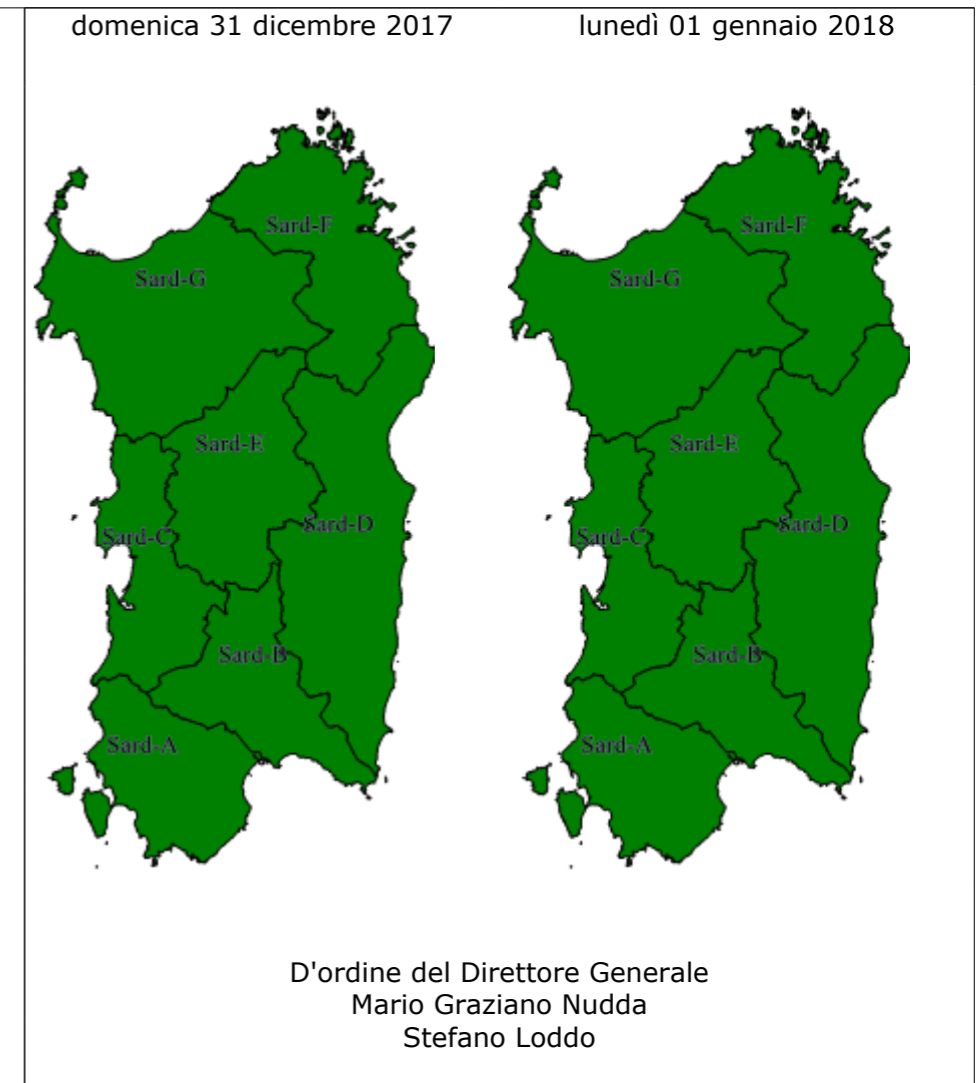 domenica 31 dicembre 2017
lunedì 01 gennaio 2018
Sard-F
Sard-G
Sard-E
Sard-D
Sard-C
Sard-B
Sard-A
Sard-F
Sard-G
Sard-E
Sard-D
Sard-C
Sard-B
Sard-A
D'ordine del Direttore Generale
Mario Graziano Nudda
Stefano Loddo